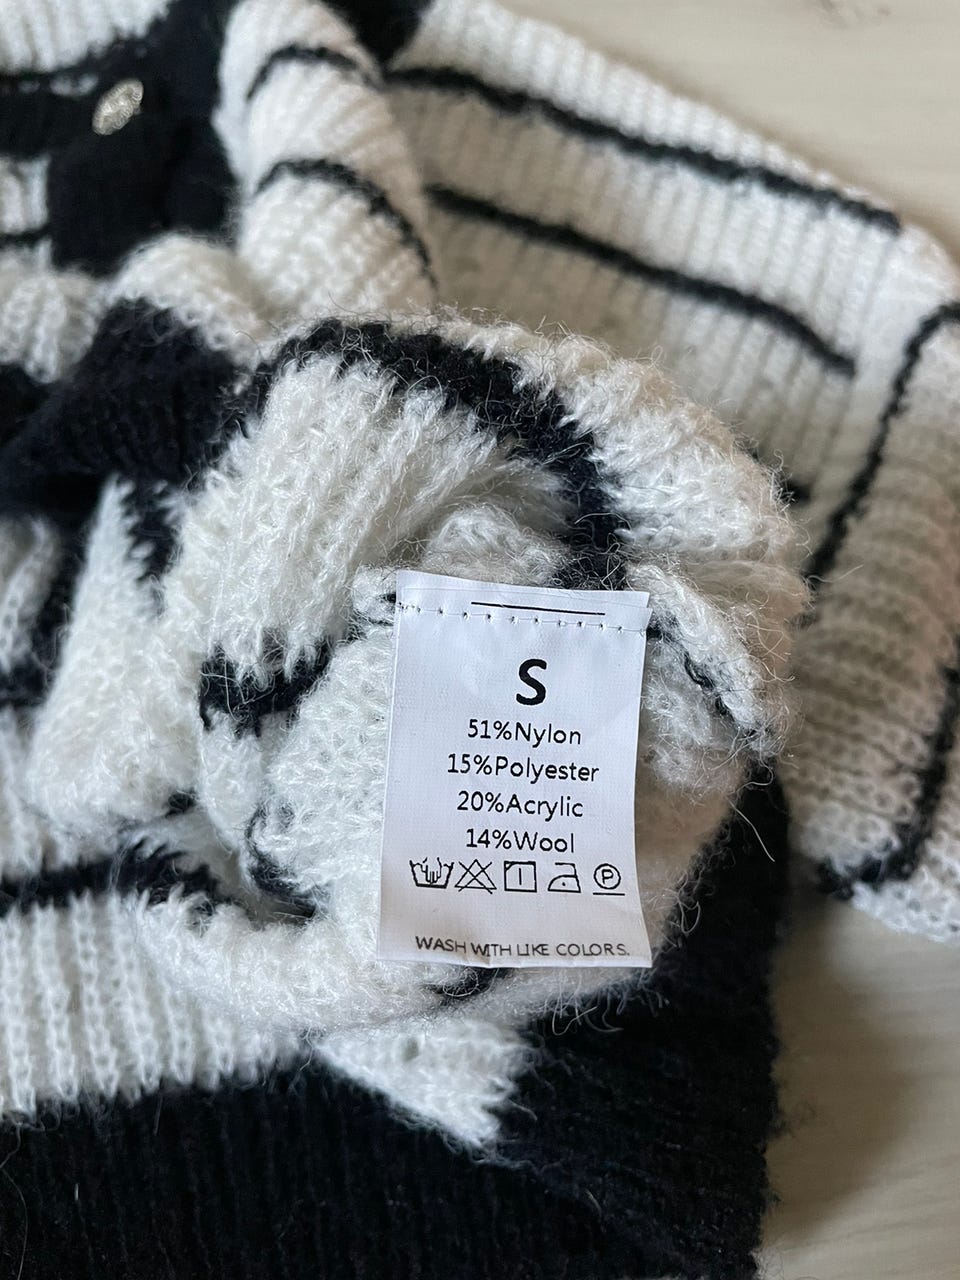 S
51%Nylon
15%Polyester
20%Acrylic
14%Wool
P
WASH WITH LIKE COLORS.